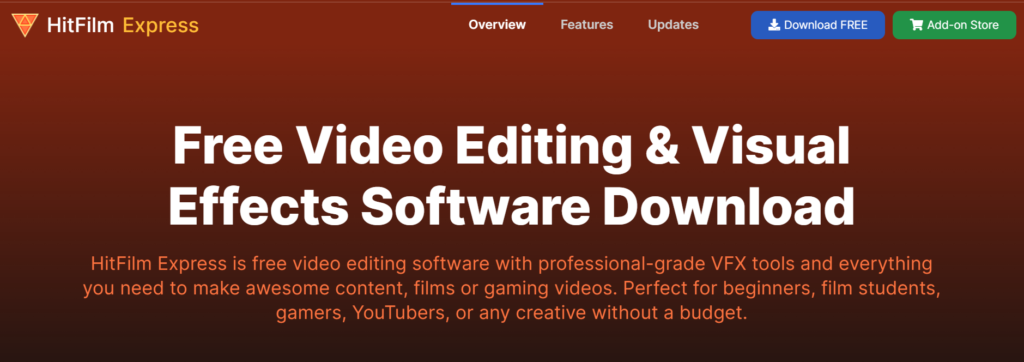 HitFilm Express
Overview
Features
Updates
Download FREE
Add-on Store
Free Video Editing & Visual
Effects Software Download
HitFilm Express is free video editing software with professional-grade VFX tools and everything
you need to make awesome content, films or gaming videos. Perfect for beginners, film students,
gamers, YouTubers, or any creative without a budget.